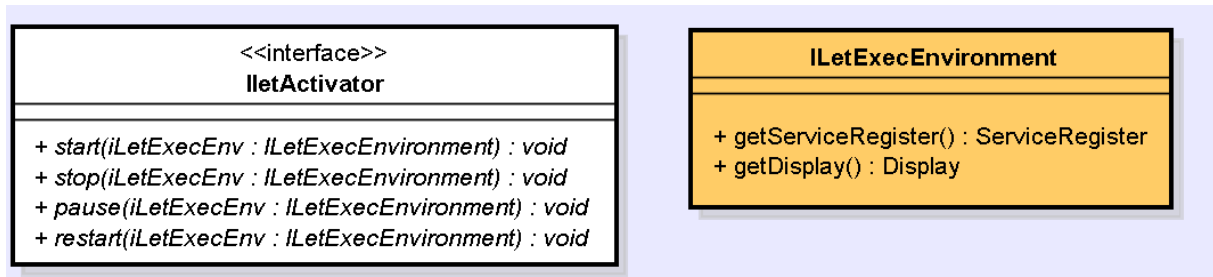 <<interface>>
IletActivator
+ start(iLetExecEnv : ILetExecEnvironment) : void
+ stop(iLetExecEnv : ILetExecEnvironment) : void
+ pause(iLetExecEnv : ILetExecEnvironment) : void
+ restart(iLetExecEnv : ILetExecEnvironment) : void
ILetExecEnvironment
+ getServiceRegister() : ServiceRegister
+ getDisplay() : Display